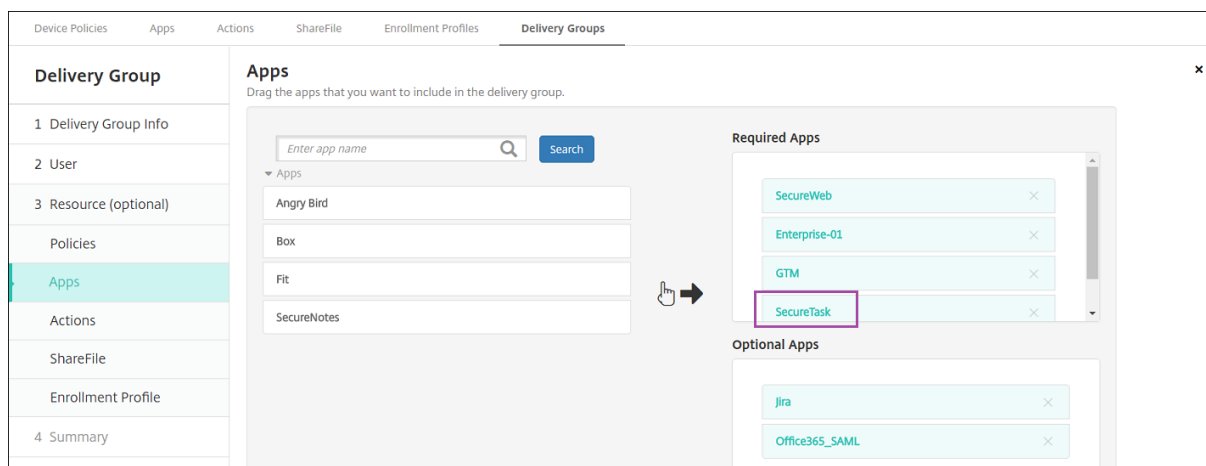 Device Policies Apps Actions ShareFile Enrollment Profiles Delivery Groups
Delivery Group
1 Delivery Group Info
2 User
3 Resource (optional)
Policies
Apps
Actions
ShareFile
Enrollment Profile
4 Summary
Apps
Drag the apps that you want to include in the delivery group.
Enter app name
Search
Apps
Angry Bird
Box
Fit
SecureNotes
Required Apps
SecureWeb
Enterprise-01
GTM
SecureTask
Optional Apps
Jira
Office365_SAML